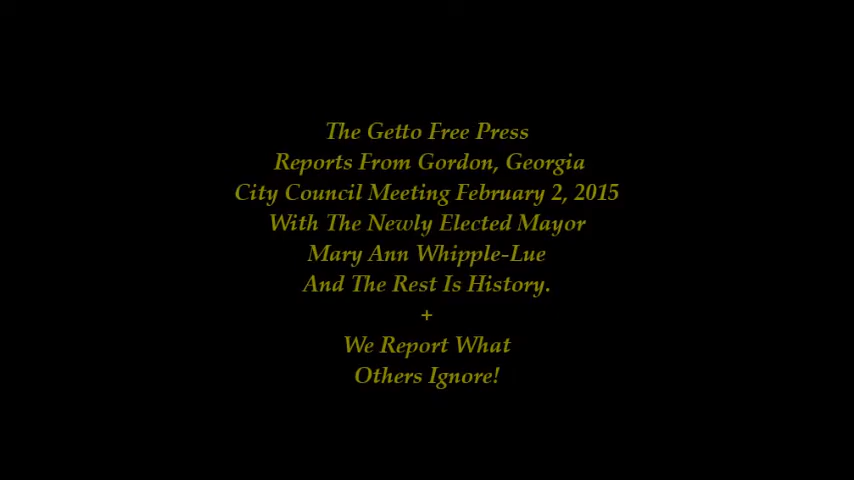 The Getto Free Press
Reports From Gordon, Georgia
City Council Meeting February 2, 2015
With The Newly Elected Mayor
Mary Ann Whipple-Lue
And The Rest Is History.
+
We Report What
Others Ignore!